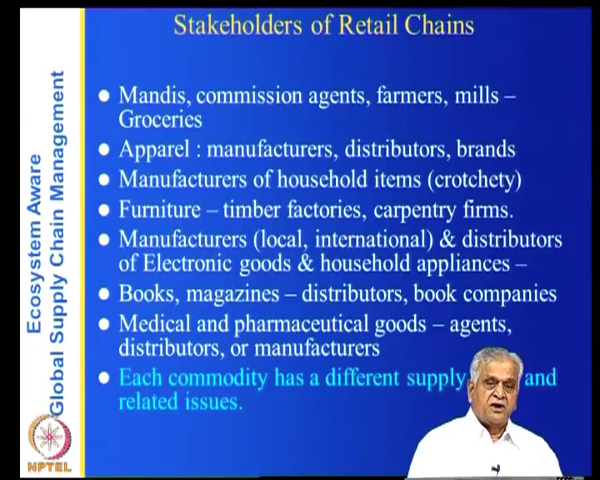 Stakeholders of Retail Chains
Mandis, commission agents, farmers, mills –
Groceries
Apparel : manufacturers, distributors, brands
Manufacturers of household items (crotchety)
Furniture – timber factories, carpentry firms.
Manufacturers (local, international) & distributors
of Electronic goods & household appliances –
Books, magazines – distributors, book companies
Medical and pharmaceutical goods – agents,
distributors, or manufacturers
Each commodity has a different supply and
related issues.
Ecosystem Aware
Global Supply Chain Management
NPTEL